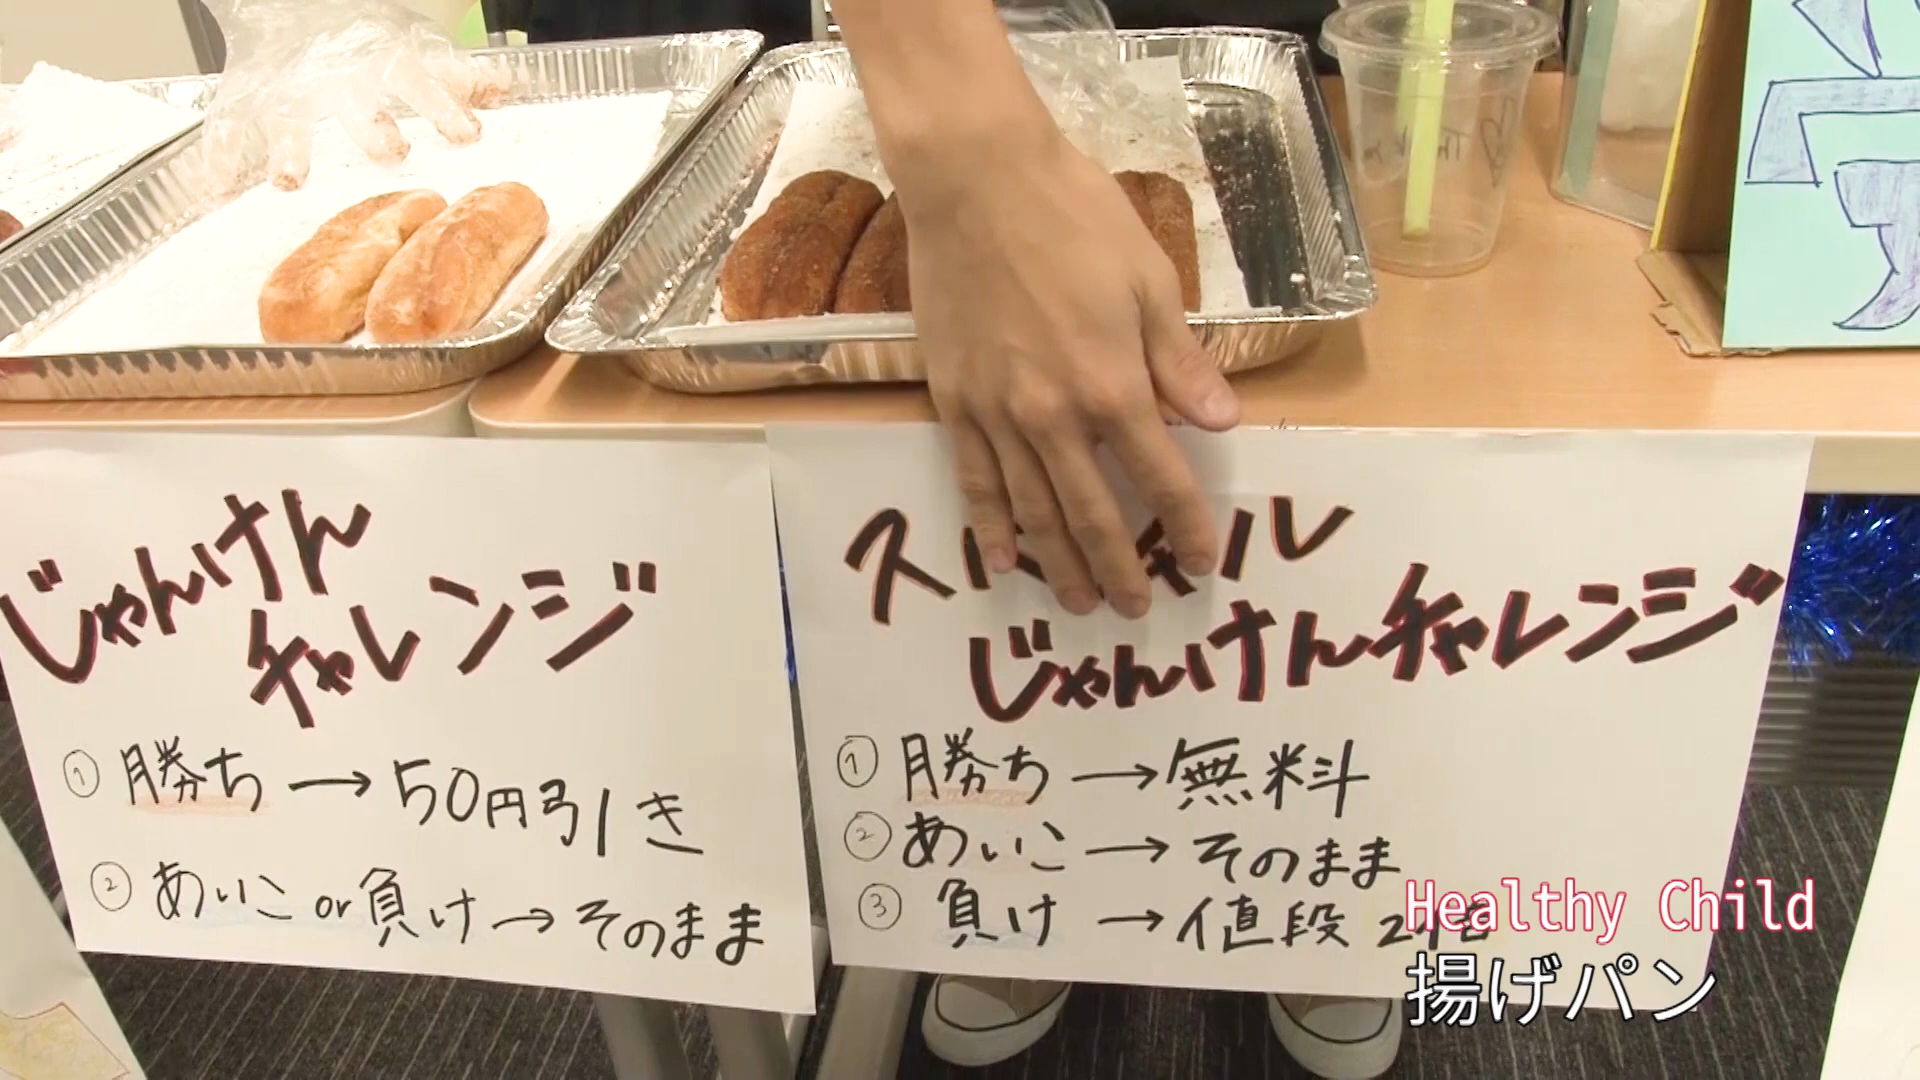 じゃんけん
チャレンジ
① 勝ち → 50円引き
② あいこ or 負け → そのまま
じゃんけんチャレンジ
① 勝ち → 無料
② あいこ → そのまま
③ 負け → 値段
Healthy Child
揚げパン